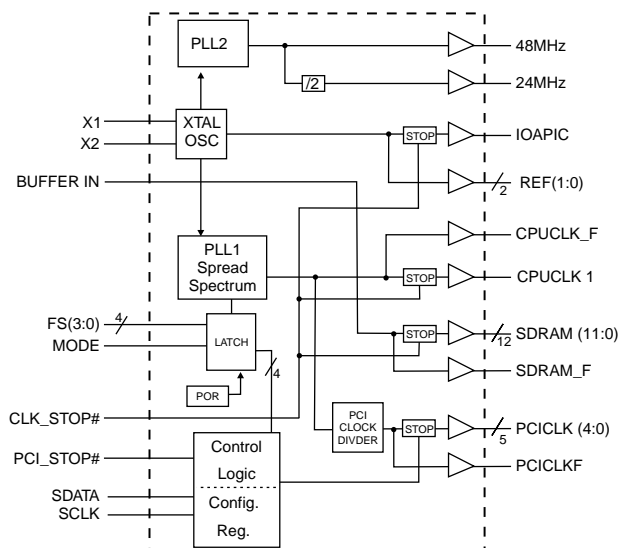 PLL2
48MHz
/2
24MHz
X1
X2
XTAL
OSC
STOP
IOAPIC
BUFFER IN
2
REF(1:0)
CPUCLK_F
PLL1
Spread
Spectrum
STOP
CPUCLK 1
FS(3:0)
4
MODE
LATCH
STOP
12
SDRAM (11:0)
4
SDRAM_F
POR
CLK_STOP#
PCI
CLOCK
DIVDER
STOP
5
PCICLK (4:0)
PCI_STOP#
Control
Logic
PCICLKF
SDATA
SCLK
Config.
Reg.